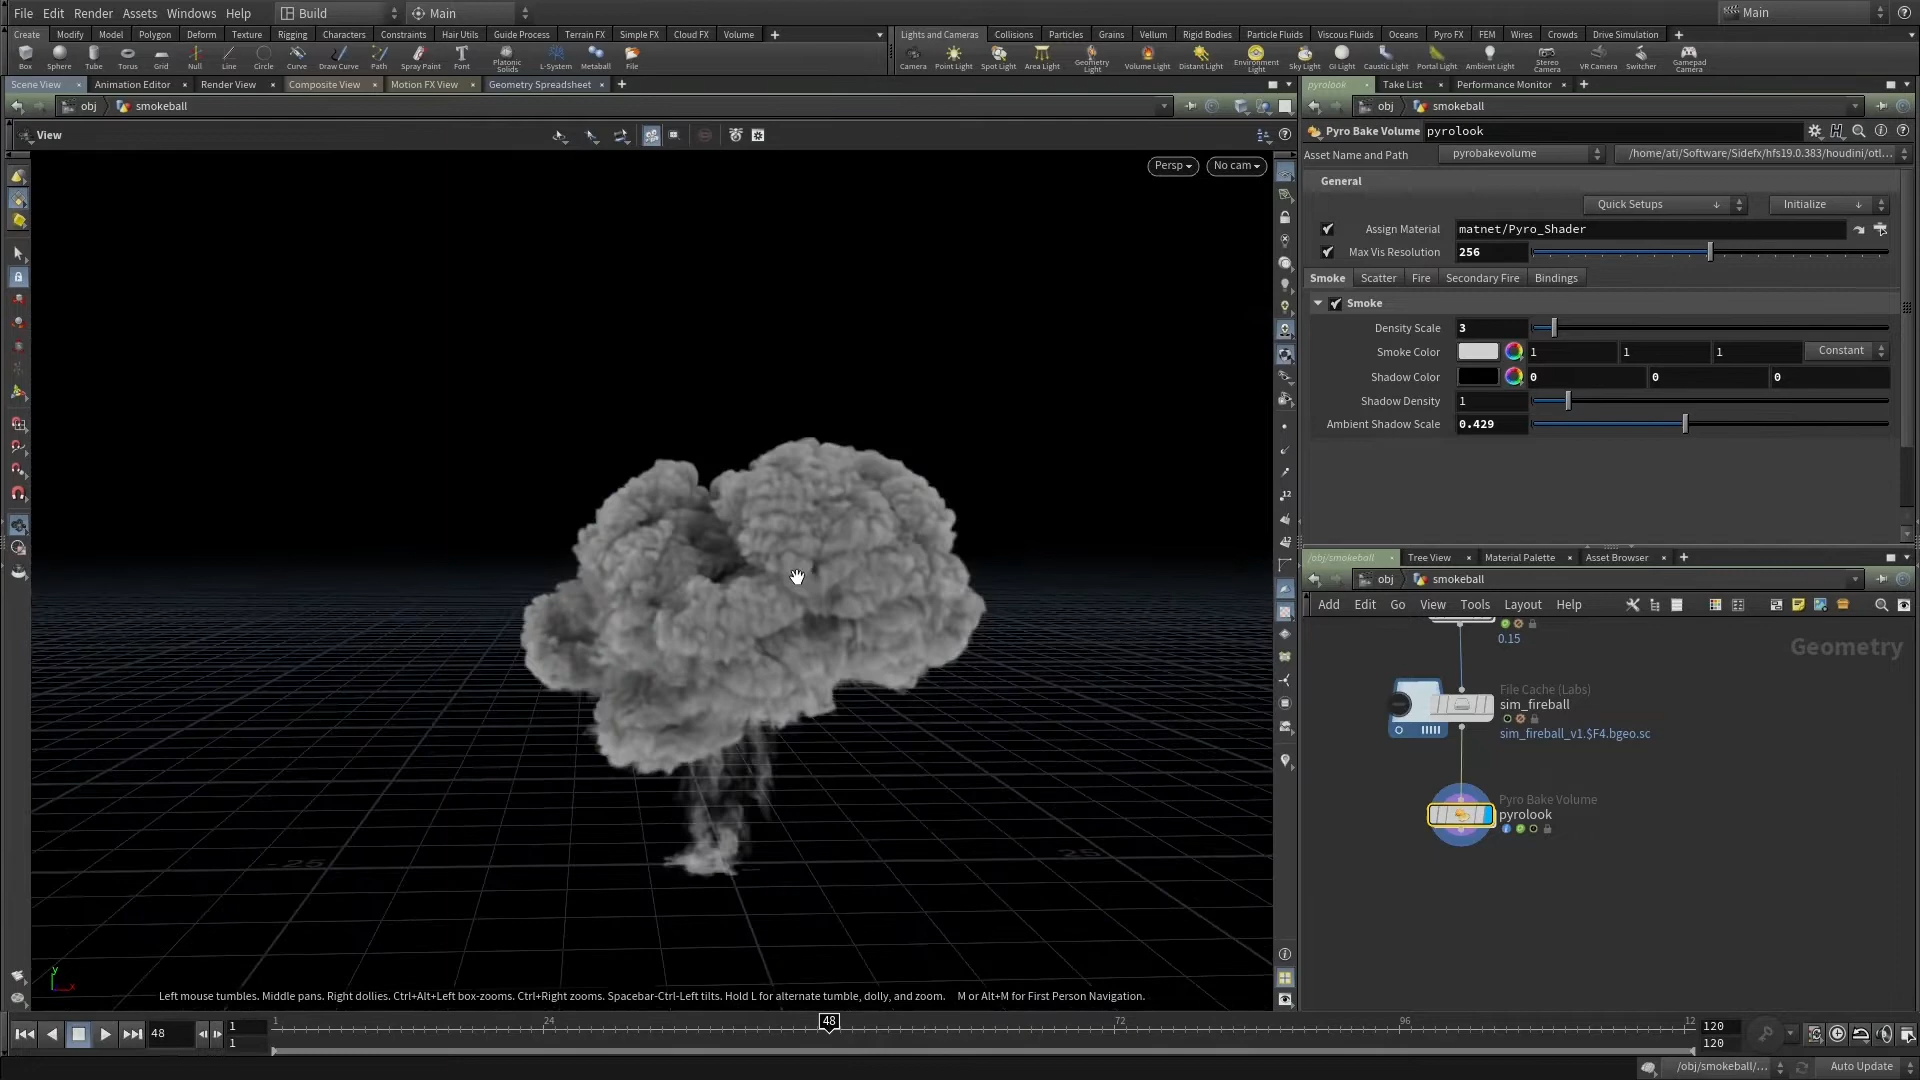 File Edit Render Assets Windows Help Build Main Main
Create Modify Model Polygon Deform Texture Rigging Characters Constraints Hair Utils Guide Process Terrain FX Simple FX Cloud FX Volume
Lights and Cameras Collisions Particles Grains Vellum Rigid Bodies Particle Fluids Viscous Fluids Oceans Pyro FX FEM Wires Crowds Drive Simulation
Box Sphere Tube Torus Grid Null Line Circle Curve Draw Curve Path Spray Paint Font Platonic Solids L-System Metaball File
Camera Point Light Spot Light Area Light Geometry Light Volume Light Distant Light Environment Light Sky Light GI Light Caustic Light Portal Light Ambient Light Stereo Camera VR Camera Switcher Gamepad Camera
Scene View Animation Editor Render View Composite View Motion FX View Geometry Spreadsheet
pyrolook Take List Performance Monitor
obj smokeball
obj smokeball
View
Persp No cam
Pyro Bake Volume pyrolook
Asset Name and Path pyrobakevolume /home/ati/Software/Sidefx/hfs19.0.383/houdini/otl...
General
Quick Setups Initialize
Assign Material matnet/Pyro_Shader
Max Vis Resolution 256
Smoke Scatter Fire Secondary Fire Bindings
Smoke
Density Scale 3
Smoke Color 1 1 1 Constant
Shadow Color 0 0 0
Shadow Density 1
Ambient Shadow Scale 0.429
/obj/smokeball Tree View Material Palette Asset Browser
obj smokeball
Add Edit Go View Tools Layout Help
Geometry
0.15
File Cache (Labs)
sim_fireball
sim_fireball_v1.$F4.bgeo.sc
Pyro Bake Volume
pyrolook
-25 25
y
x
Left mouse tumbles. Middle pans. Right dollies. Ctrl+Alt+Left box-zooms. Ctrl+Right zooms. Spacebar-Ctrl-Left tilts. Hold L for alternate tumble, dolly, and zoom. M or Alt+M for First Person Navigation.
1 24 48 72 96 12
48 1 120
1 120
/obj/smokeball/... Auto Update